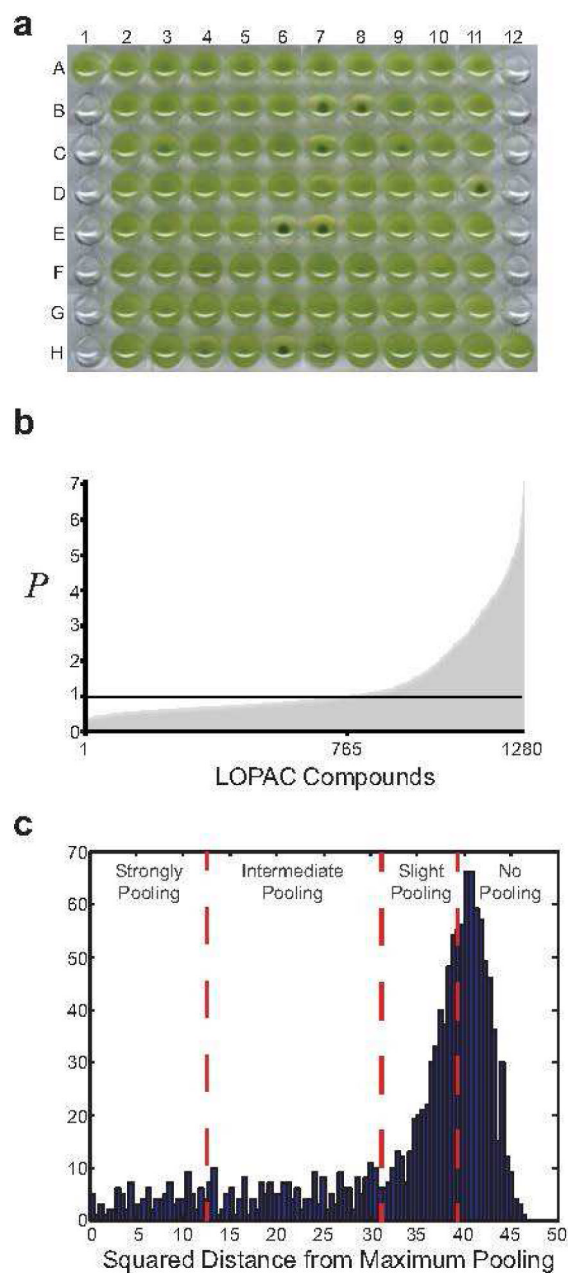 a
1 2 3 4 5 6 7 8 9 10 11 12
A
B
C
D
E
F
G
H
b
7
6
5
4
3
2
1
0
P
1 765 1280
LOPAC Compounds
c
70
60
50
40
30
20
10
0
Strongly Pooling
Intermediate Pooling
Slight Pooling
No Pooling
0 5 10 15 20 25 30 35 40 45 50
Squared Distance from Maximum Pooling